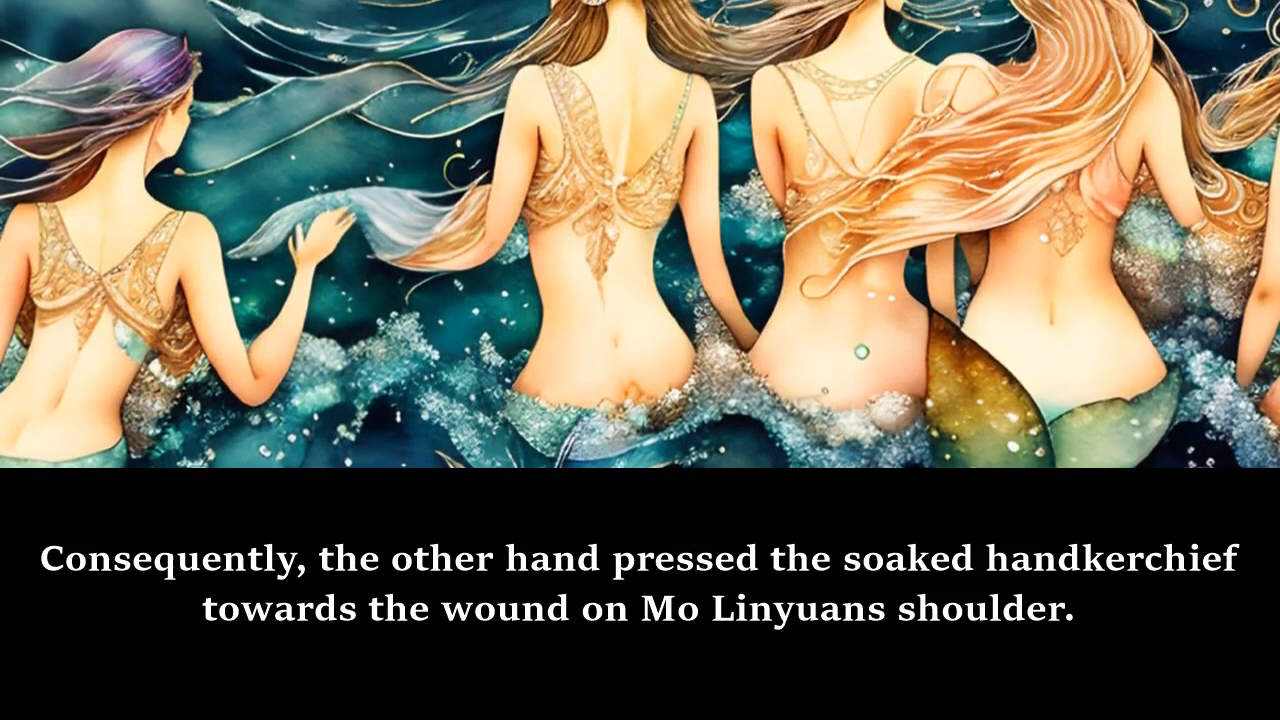 Consequently, the other hand pressed the soaked handkerchief
towards the wound on Mo Linyuans shoulder.